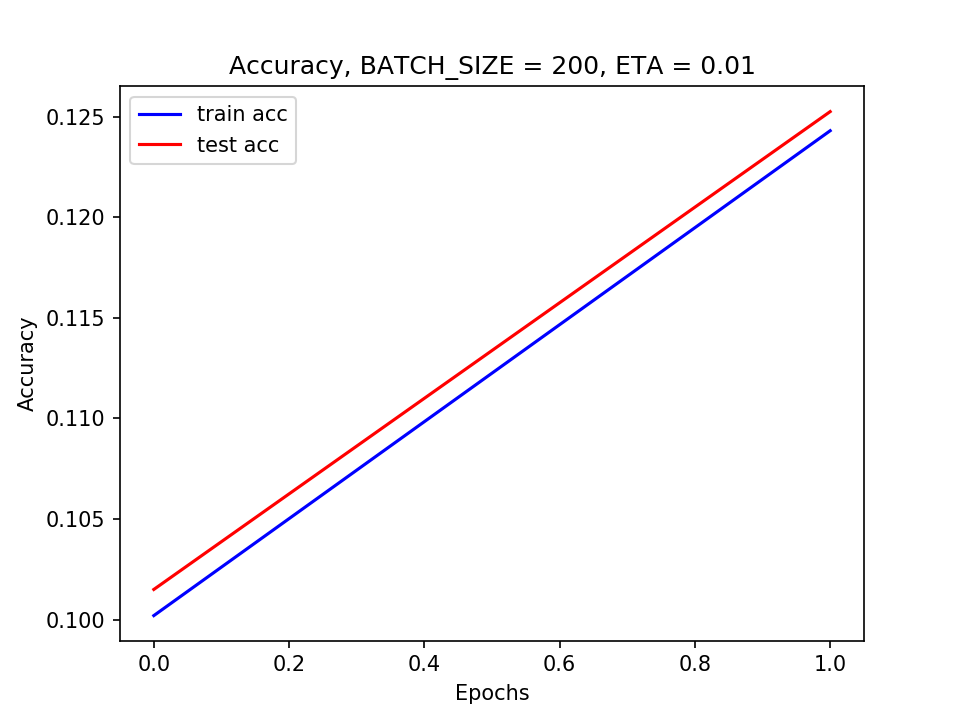 Accuracy, BATCH_SIZE = 200, ETA = 0.01
train acc
test acc
0.125
0.120
0.115
0.110
0.105
0.100
Accuracy
0.0 0.2 0.4 0.6 0.8 1.0
Epochs